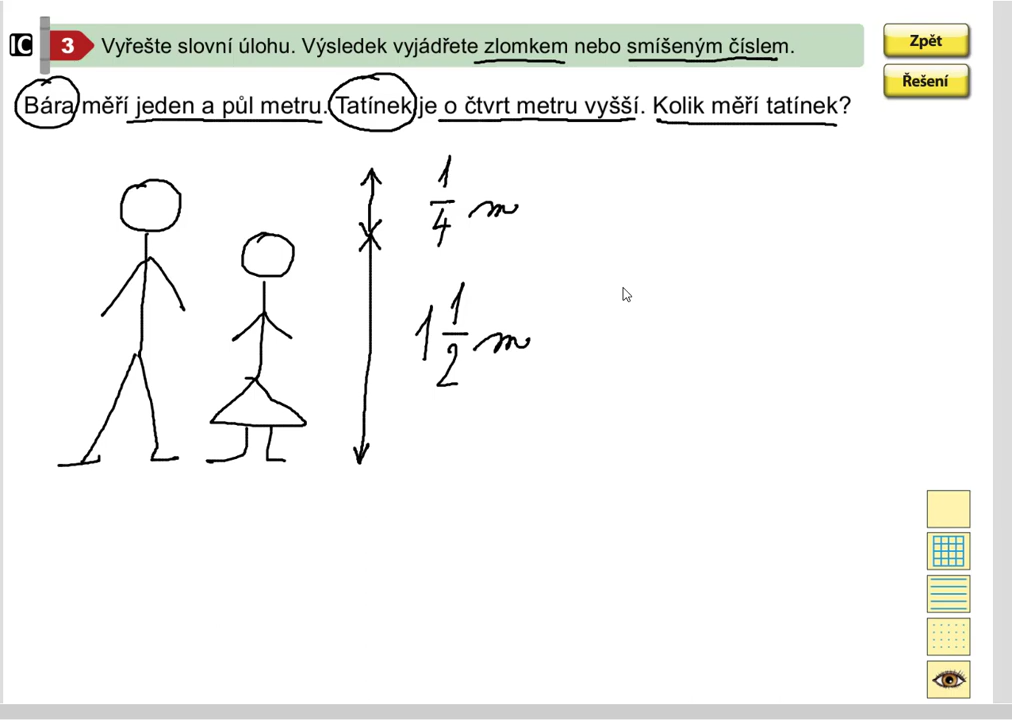 IC 3 Vyřešte slovní úlohu. Výsledek vyjádřete zlomkem nebo smíšeným číslem.
Zpět
Řešení
Bára měří jeden a půl metru. Tatínek je o čtvrt metru vyšší. Kolik měří tatínek?
1/4 m
1 1/2 m